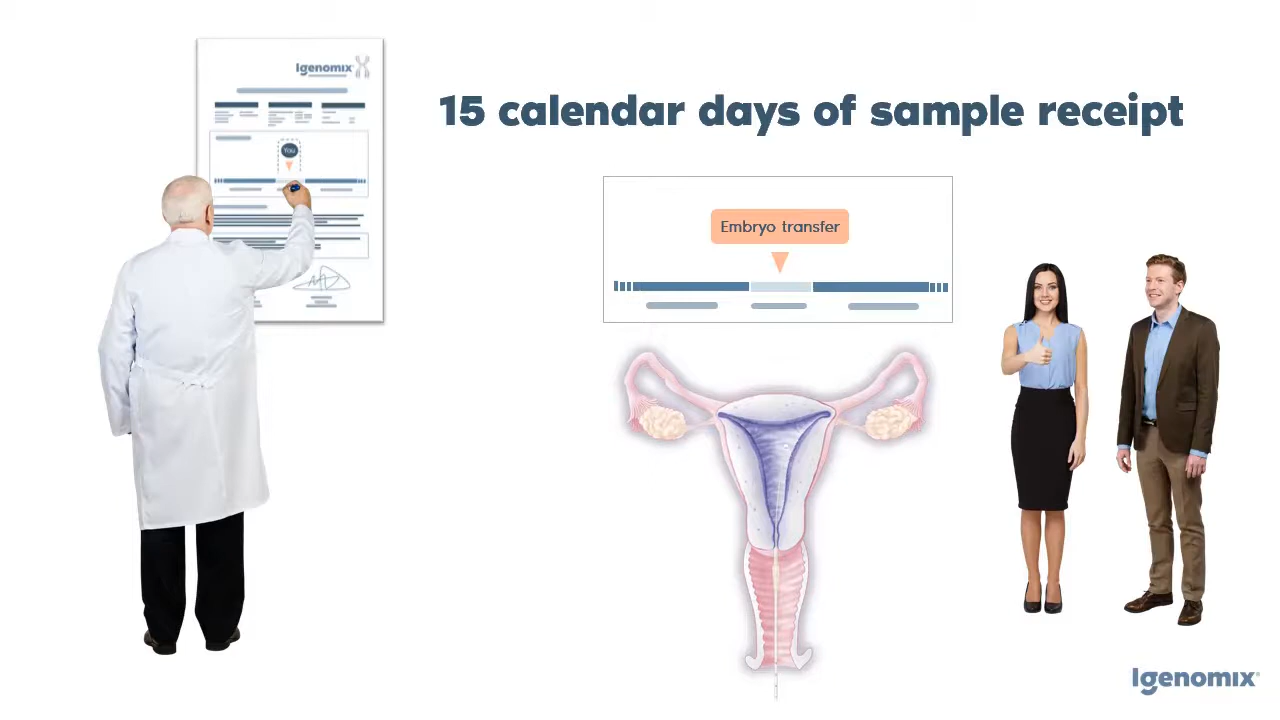 Igenomix
15 calendar days of sample receipt
You
Embryo transfer
Igenomix